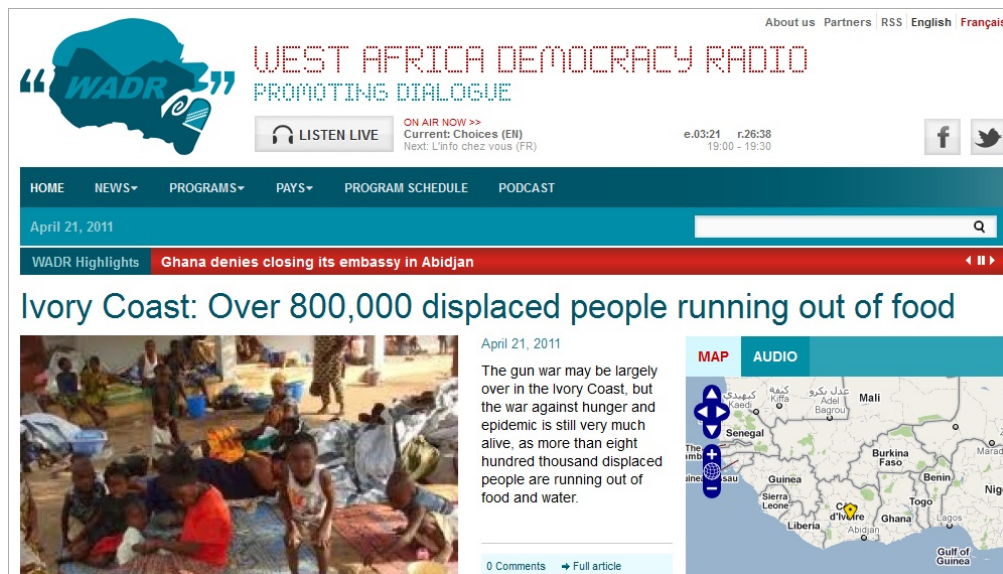 About us Partners RSS English Français
WADR
WEST AFRICA DEMOCRACY RADIO
PROMOTING DIALOGUE
LISTEN LIVE
ON AIR NOW >>
Current: Choices (EN)
Next: L'info chez vous (FR)
e.03:21 r.26:38
19:00 - 19:30
HOME NEWS PROGRAMS PAYS PROGRAM SCHEDULE PODCAST
April 21, 2011
WADR Highlights Ghana denies closing its embassy in Abidjan
Ivory Coast: Over 800,000 displaced people running out of food
April 21, 2011
The gun war may be largely
over in the Ivory Coast, but
the war against hunger and
epidemic is still very much
alive, as more than eight
hundred thousand displaced
people are running out of
food and water.
0 Comments Full article
MAP AUDIO
كيفه
Kaedi Kiffa
عدل بكرو
Adel
Bagrou
Mali
Senegal
Burkina
Faso
Guinea
Benin
Sierra
Leone
Togo
Ghana
Liberia
Abidjan
Lagos
Gulf of
Guinea